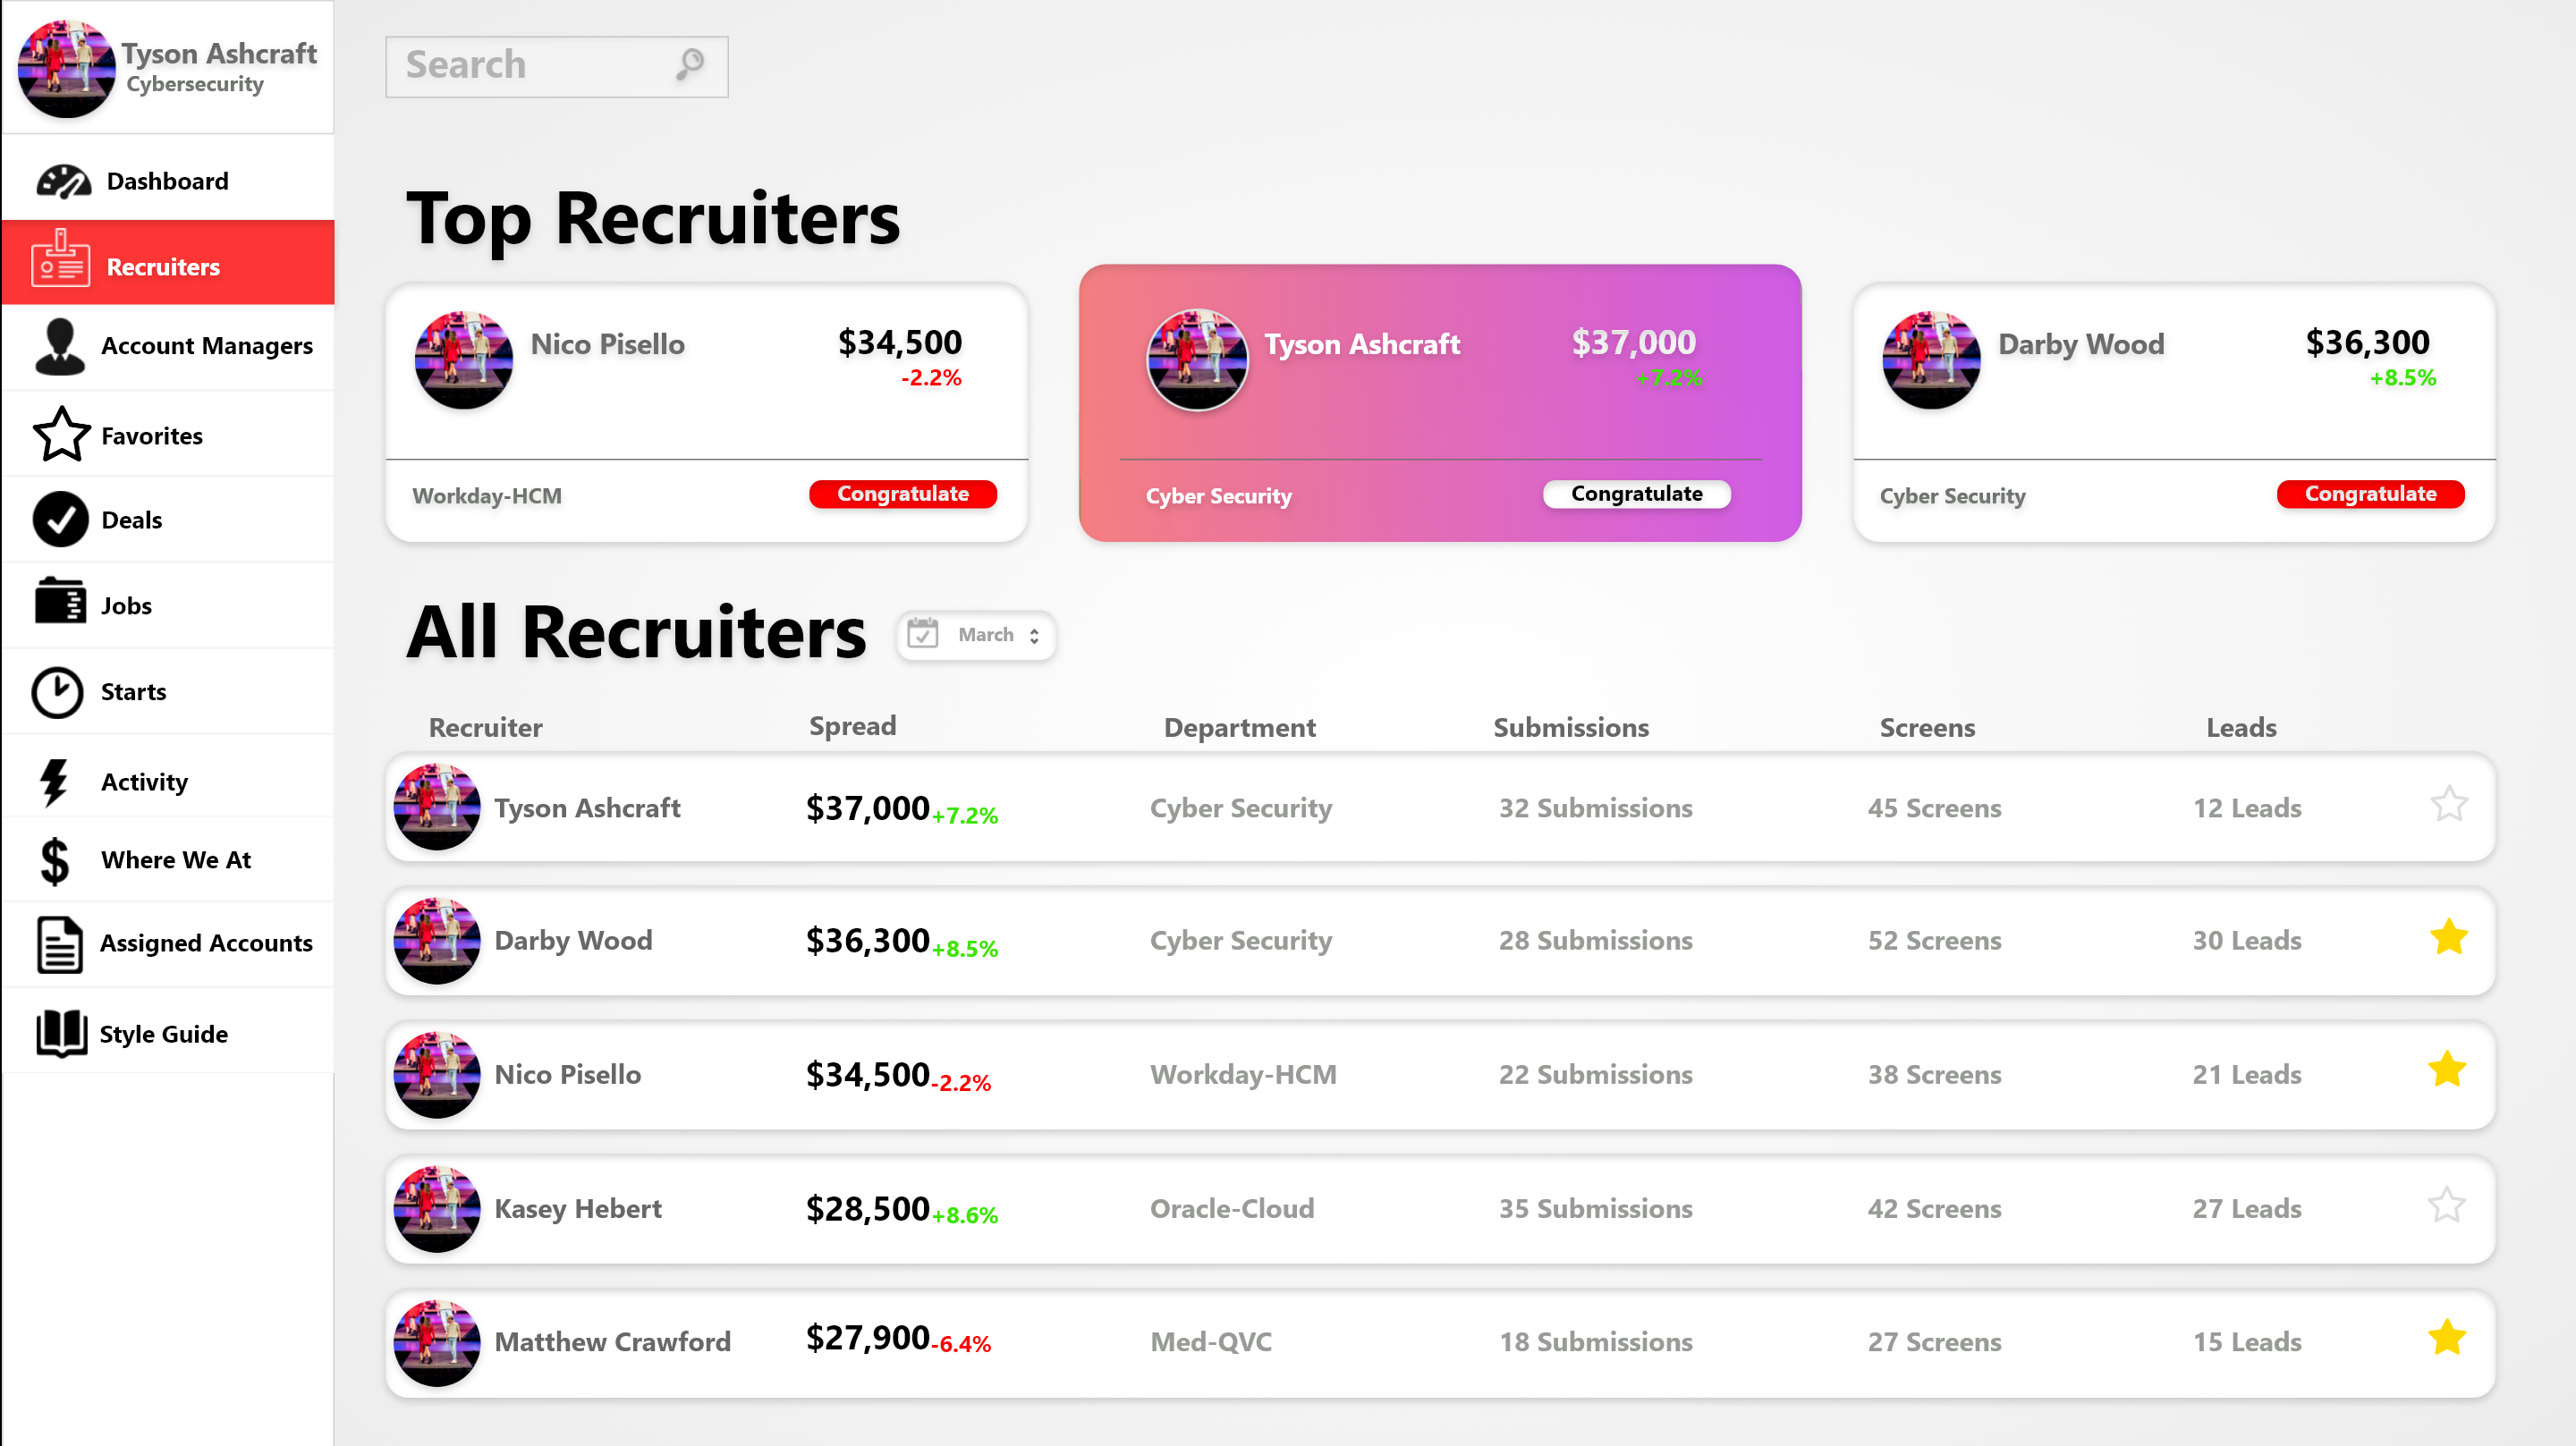 Tyson Ashcraft
Cybersecurity
Dashboard
Recruiters
Account Managers
Favorites
Deals
Jobs
Starts
Activity
Where We At
Assigned Accounts
Style Guide
Search
Top Recruiters
Nico Pisello
$34,500
-2.2%
Workday-HCM
Congratulate
Tyson Ashcraft
$37,000
+7.2%
Cyber Security
Congratulate
Darby Wood
$36,300
+8.5%
Cyber Security
Congratulate
All Recruiters
March
Recruiter Spread Department Submissions Screens Leads
Tyson Ashcraft $37,000 +7.2% Cyber Security 32 Submissions 45 Screens 12 Leads
Darby Wood $36,300 +8.5% Cyber Security 28 Submissions 52 Screens 30 Leads
Nico Pisello $34,500 -2.2% Workday-HCM 22 Submissions 38 Screens 21 Leads
Kasey Hebert $28,500 +8.6% Oracle-Cloud 35 Submissions 42 Screens 27 Leads
Matthew Crawford $27,900 -6.4% Med-QVC 18 Submissions 27 Screens 15 Leads